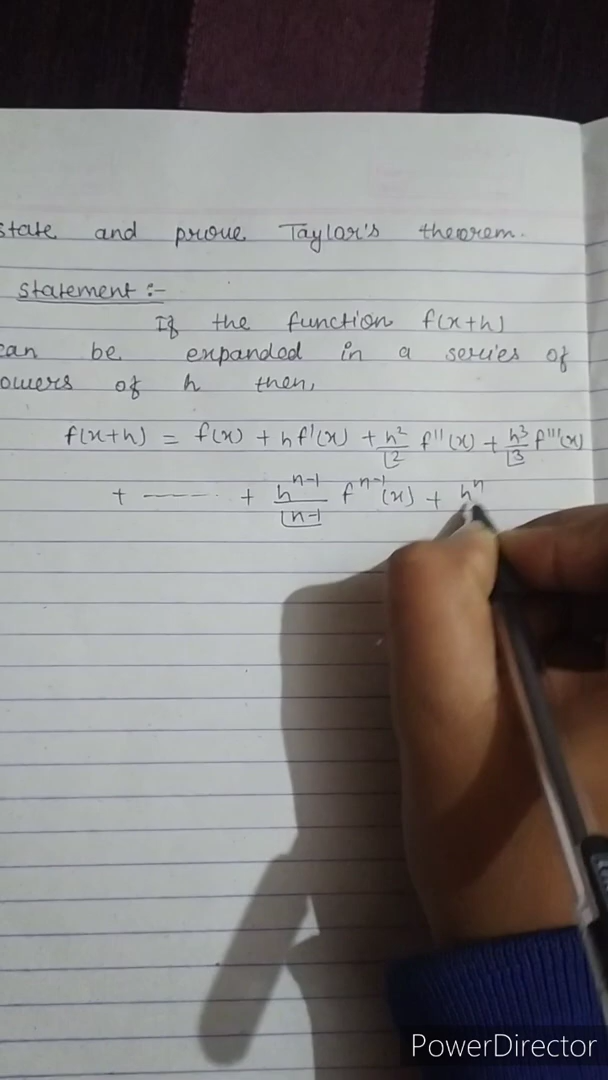 state and prove Taylor's theorem.
Statement :-
If the function f(x+h)
can be expanded in a series of
powers of h then,
f(x+h) = f(x) + hf'(x) + h²/⌊2 f''(x) + h³/⌊3 f'''(x)
+ ------- + hⁿ⁻¹/⌊n-1 fⁿ⁻¹(x) + hⁿ
PowerDirector